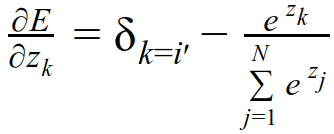 ∂E/∂z_k = δ_{k=i'} − e^{z_k} / ∑_{j=1}^{N} e^{z_j}